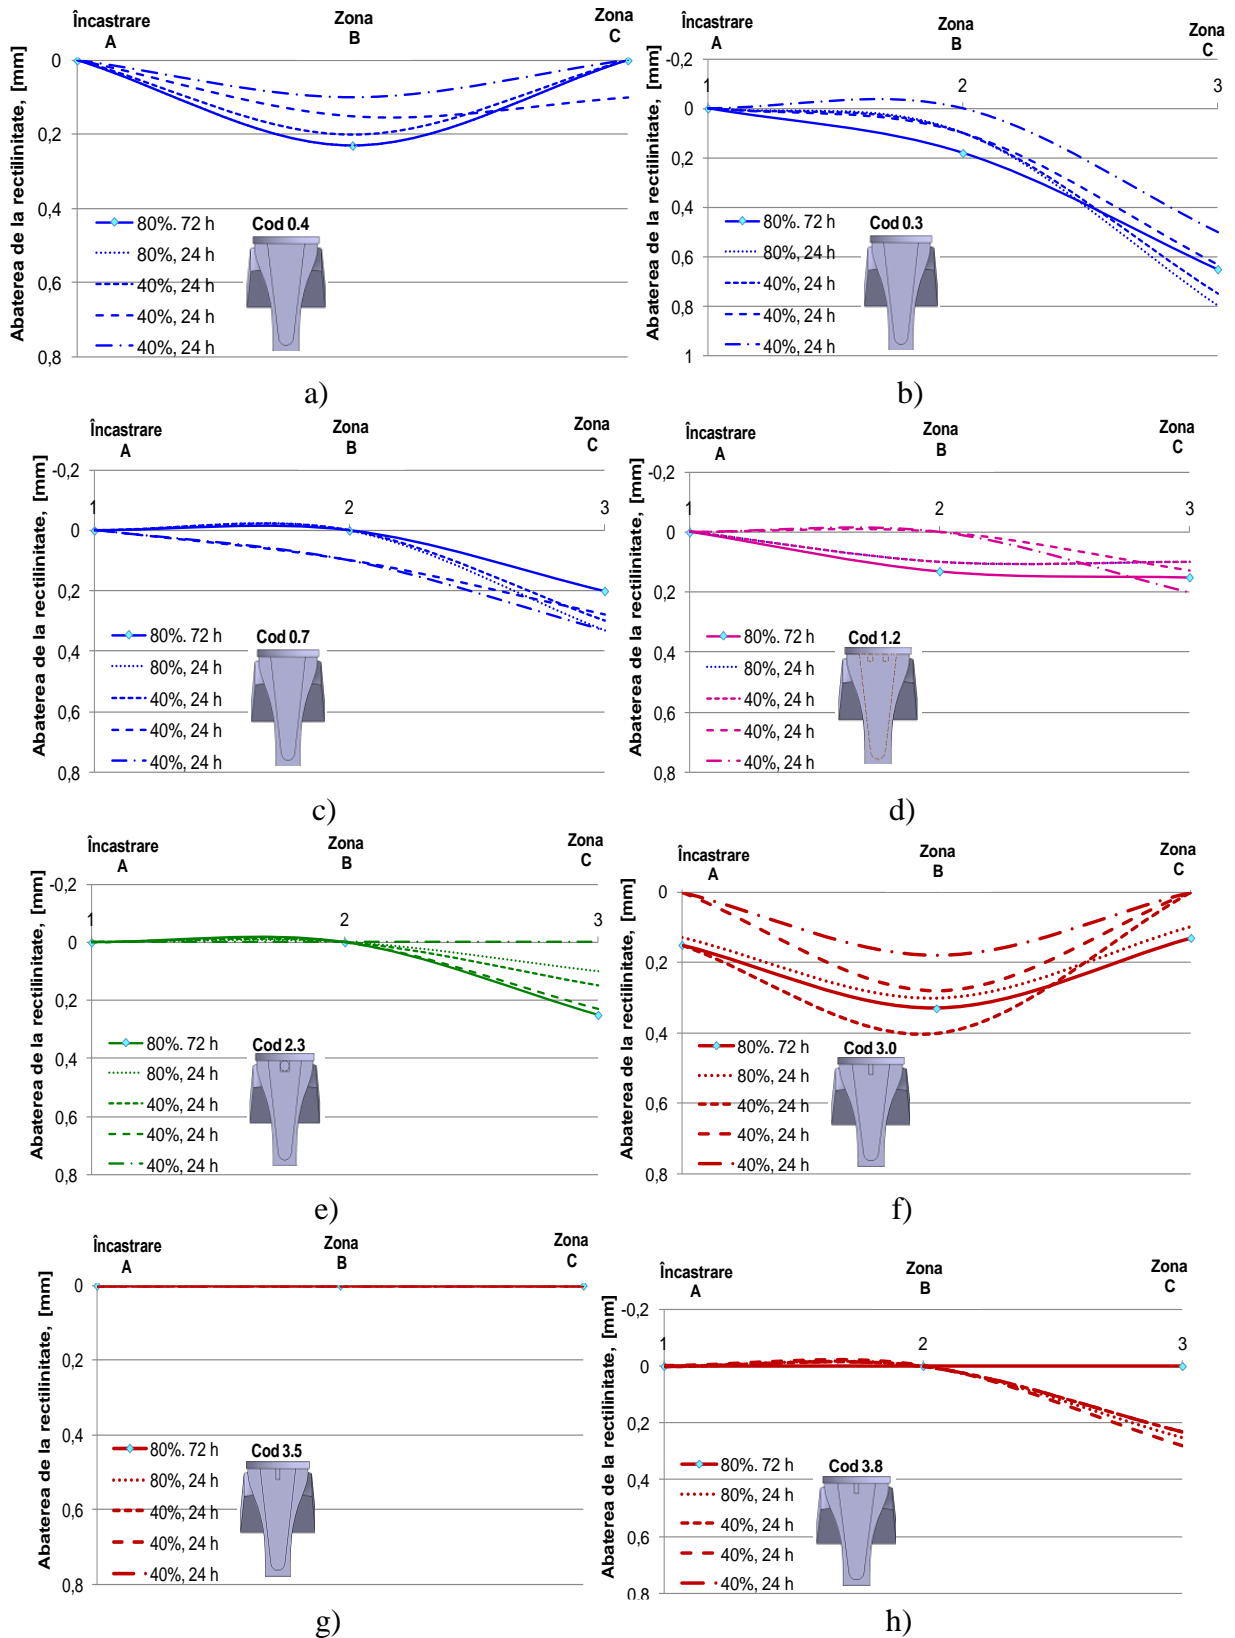 Încastrare
A
Zona
B
Zona
C
Abaterea de la rectilinitate, [mm]
0
0,2
0,4
0,6
0,8
80%. 72 h
80%, 24 h
40%, 24 h
40%, 24 h
40%, 24 h
Cod 0.4
a)
Încastrare
A
Zona
B
Zona
C
Abaterea de la rectilinitate, [mm]
-0,2
0
0,2
0,4
0,6
0,8
1
1
2
3
80%. 72 h
80%, 24 h
40%, 24 h
40%, 24 h
40%, 24 h
Cod 0.3
b)
Încastrare
A
Zona
B
Zona
C
Abaterea de la rectilinitate, [mm]
-0,2
0
0,2
0,4
0,6
0,8
1
2
3
80%. 72 h
80%, 24 h
40%, 24 h
40%, 24 h
40%, 24 h
Cod 0.7
c)
Încastrare
A
Zona
B
Zona
C
Abaterea de la rectilinitate, [mm]
-0,2
0
0,2
0,4
0,6
0,8
1
2
3
80%. 72 h
80%, 24 h
40%, 24 h
40%, 24 h
40%, 24 h
Cod 1.2
d)
Încastrare
A
Zona
B
Zona
C
Abaterea de la rectilinitate, [mm]
-0,2
0
0,2
0,4
0,6
0,8
1
2
3
80%. 72 h
80%, 24 h
40%, 24 h
40%, 24 h
40%, 24 h
Cod 2.3
e)
Încastrare
A
Zona
B
Zona
C
Abaterea de la rectilinitate, [mm]
0
0,2
0,4
0,6
0,8
80%. 72 h
80%, 24 h
40%, 24 h
40%, 24 h
40%, 24 h
Cod 3.0
f)
Încastrare
A
Zona
B
Zona
C
Abaterea de la rectilinitate, [mm]
0
0,2
0,4
0,6
0,8
80%. 72 h
80%, 24 h
40%, 24 h
40%, 24 h
40%, 24 h
Cod 3.5
g)
Încastrare
A
Zona
B
Zona
C
Abaterea de la rectilinitate, [mm]
-0,2
0
0,2
0,4
0,6
0,8
1
2
3
80%. 72 h
80%, 24 h
40%, 24 h
40%, 24 h
40%, 24 h
Cod 3.8
h)